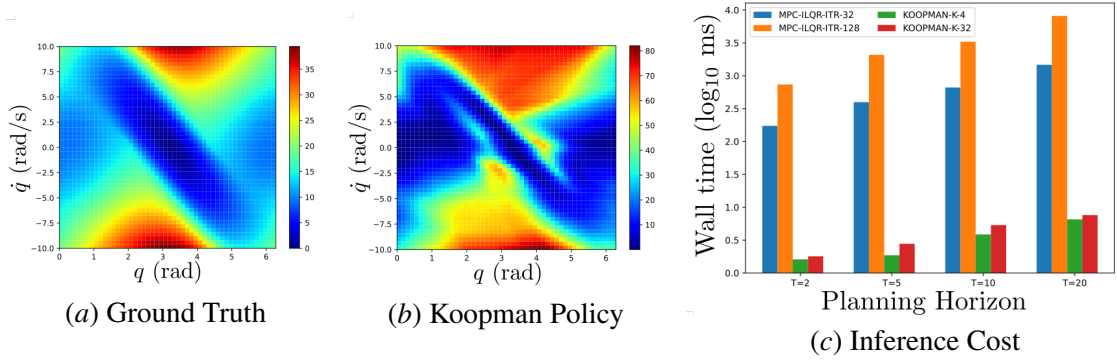 10.0
7.5
5.0
2.5
0.0
−2.5
−5.0
−7.5
−10.0
q̇ (rad/s)
0 1 2 3 4 5 6
q (rad)
35
30
25
20
15
10
5
0
(a) Ground Truth
10.0
7.5
5.0
2.5
0.0
−2.5
−5.0
−7.5
−10.0
q̇ (rad/s)
0 1 2 3 4 5 6
q (rad)
80
70
60
50
40
30
20
10
(b) Koopman Policy
MPC-ILQR-ITR-32
MPC-ILQR-ITR-128
KOOPMAN-K-4
KOOPMAN-K-32
4.0
3.5
3.0
2.5
2.0
1.5
1.0
0.5
0.0
Wall time (log₁₀ ms)
T=2 T=5 T=10 T=20
Planning Horizon
(c) Inference Cost